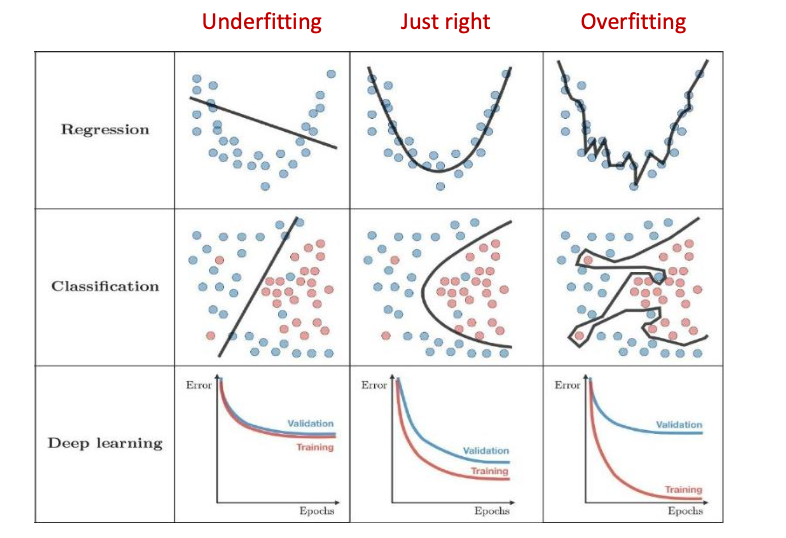 Underfitting Just right Overfitting
Regression
Classification
Deep learning
Error
Validation
Training
Epochs
Error
Validation
Training
Epochs
Error
Validation
Training
Epochs